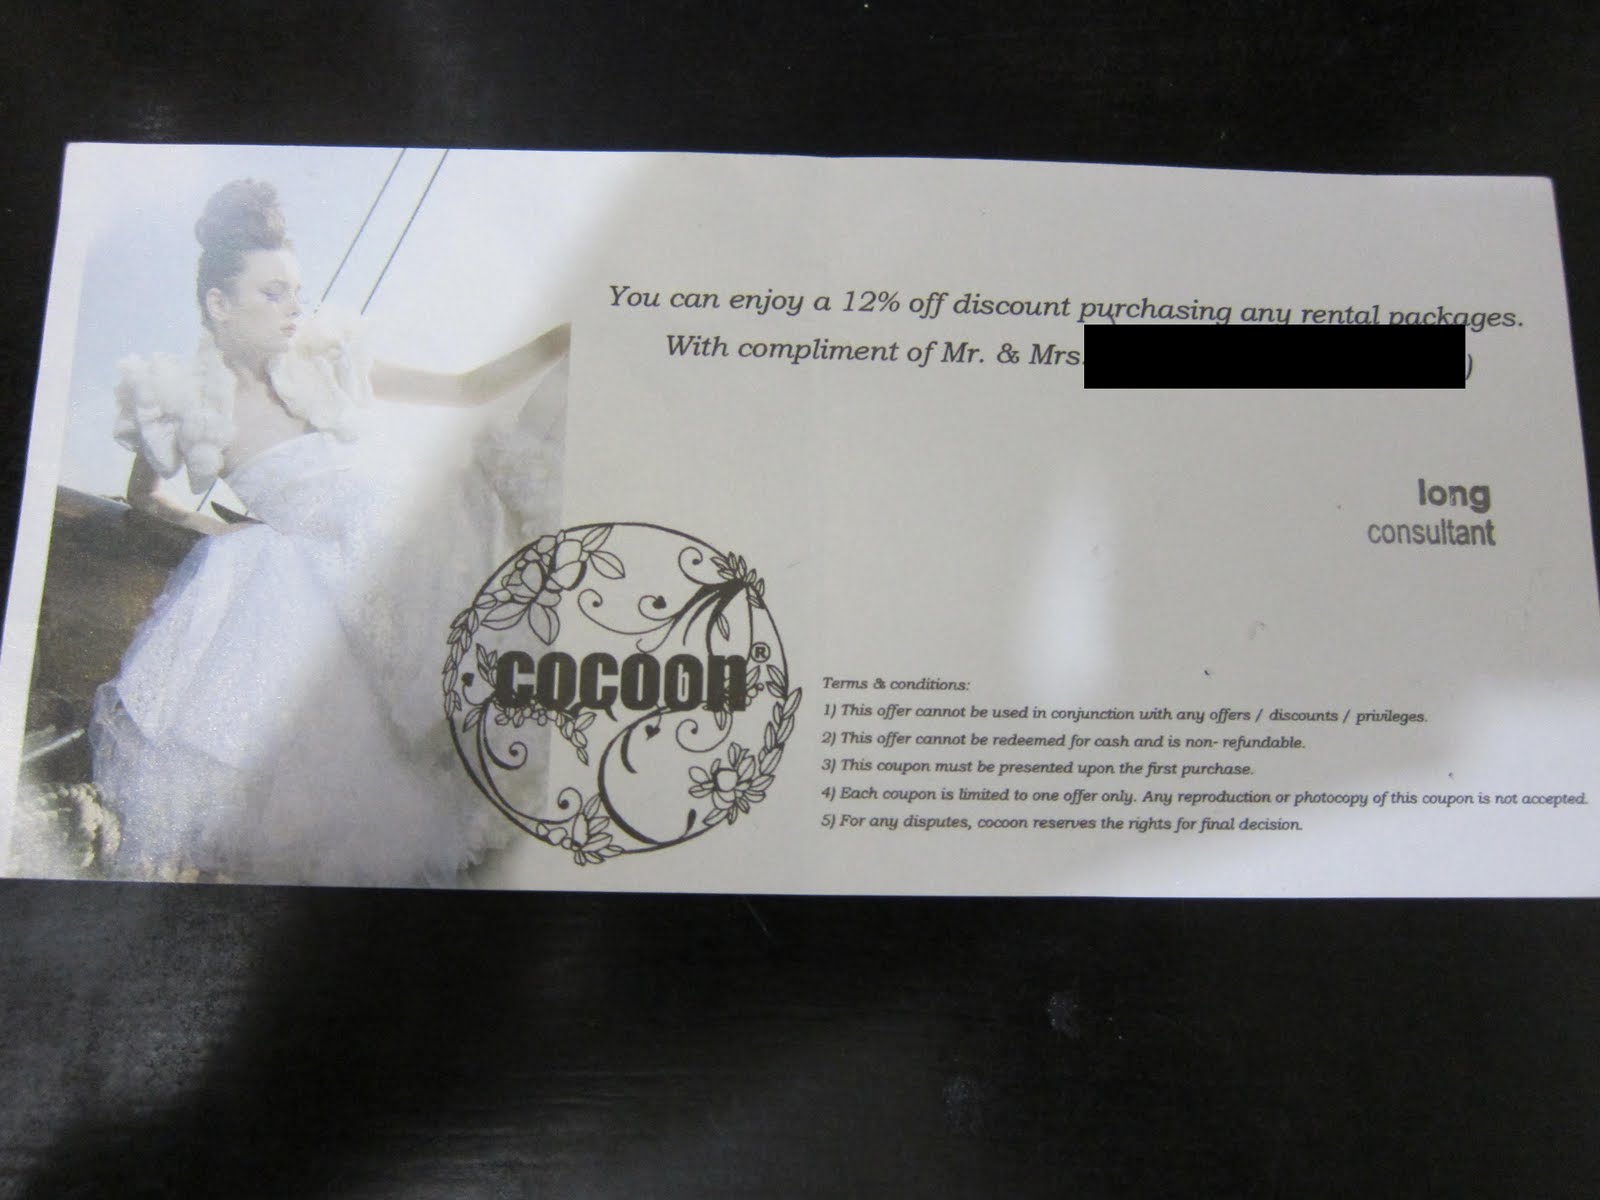 You can enjoy a 12% off discount purchasing any rental packages.
With compliment of Mr. & Mrs. )
long
consultant
cocoon®
Terms & conditions:
1) This offer cannot be used in conjunction with any offers / discounts / privileges.
2) This offer cannot be redeemed for cash and is non- refundable.
3) This coupon must be presented upon the first purchase.
4) Each coupon is limited to one offer only. Any reproduction or photocopy of this coupon is not accepted.
5) For any disputes, cocoon reserves the rights for final decision.